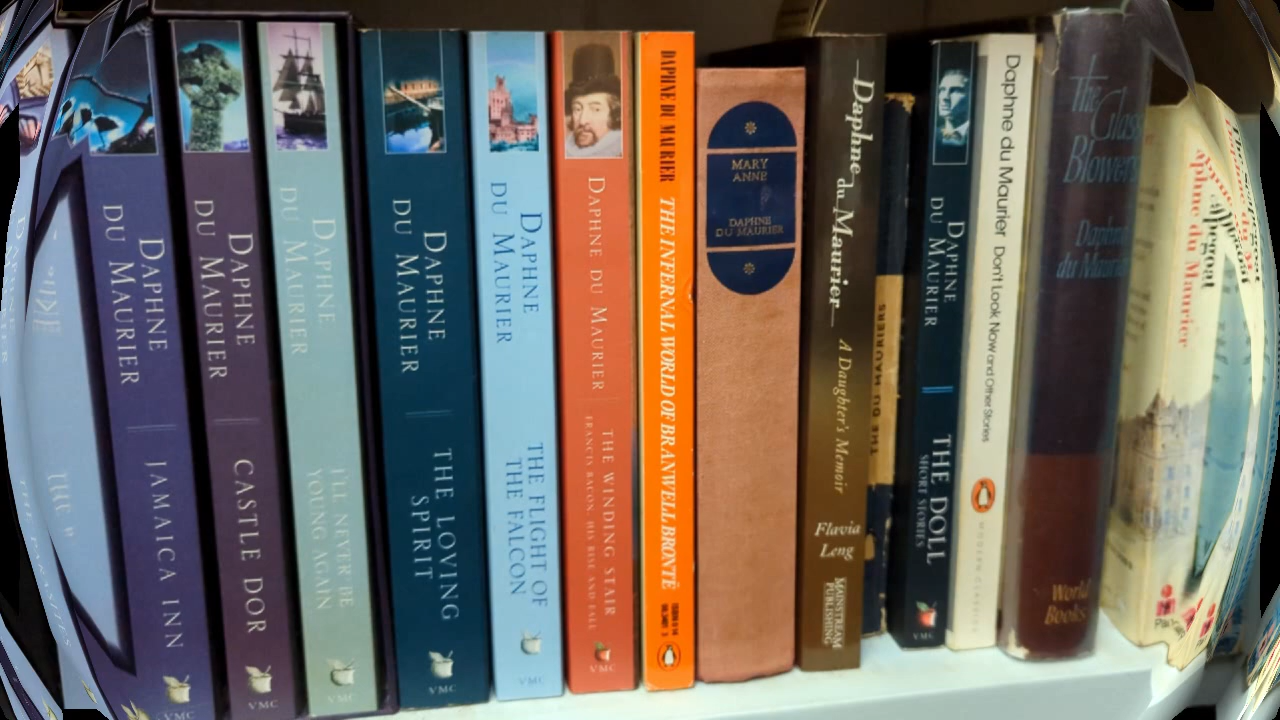 DAPHNE
DU MAURIER
JAMAICA INN
VMC
DAPHNE
DU MAURIER
CASTLE DOR
VMC
DAPHNE
DU MAURIER
I'LL NEVER BE
YOUNG AGAIN
VMC
DAPHNE
DU MAURIER
THE LOVING
SPIRIT
VMC
DAPHNE
DU MAURIER
THE FLIGHT OF
THE FALCON
VMC
DAPHNE DU MAURIER
THE WINDING STAIR
FRANCIS BACON, HIS RISE AND FALL
VMC
DAPHNE DU MAURIER THE INFERNAL WORLD OF BRANWELL BRONTË
MARY
ANNE
DAPHNE
DU MAURIER
Daphne du Maurier A Daughter's Memoir
Flavia
Leng
MAINSTREAM
PUBLISHING
THE DU MAURIERS
DAPHNE
DU MAURIER
THE DOLL
SHORT STORIES
VMC
Daphne du Maurier Don't Look Now and Other Stories
MODERN CLASSICS
The Glass
Blowers
Daphne
du Maurier
World
Books
du Maurier